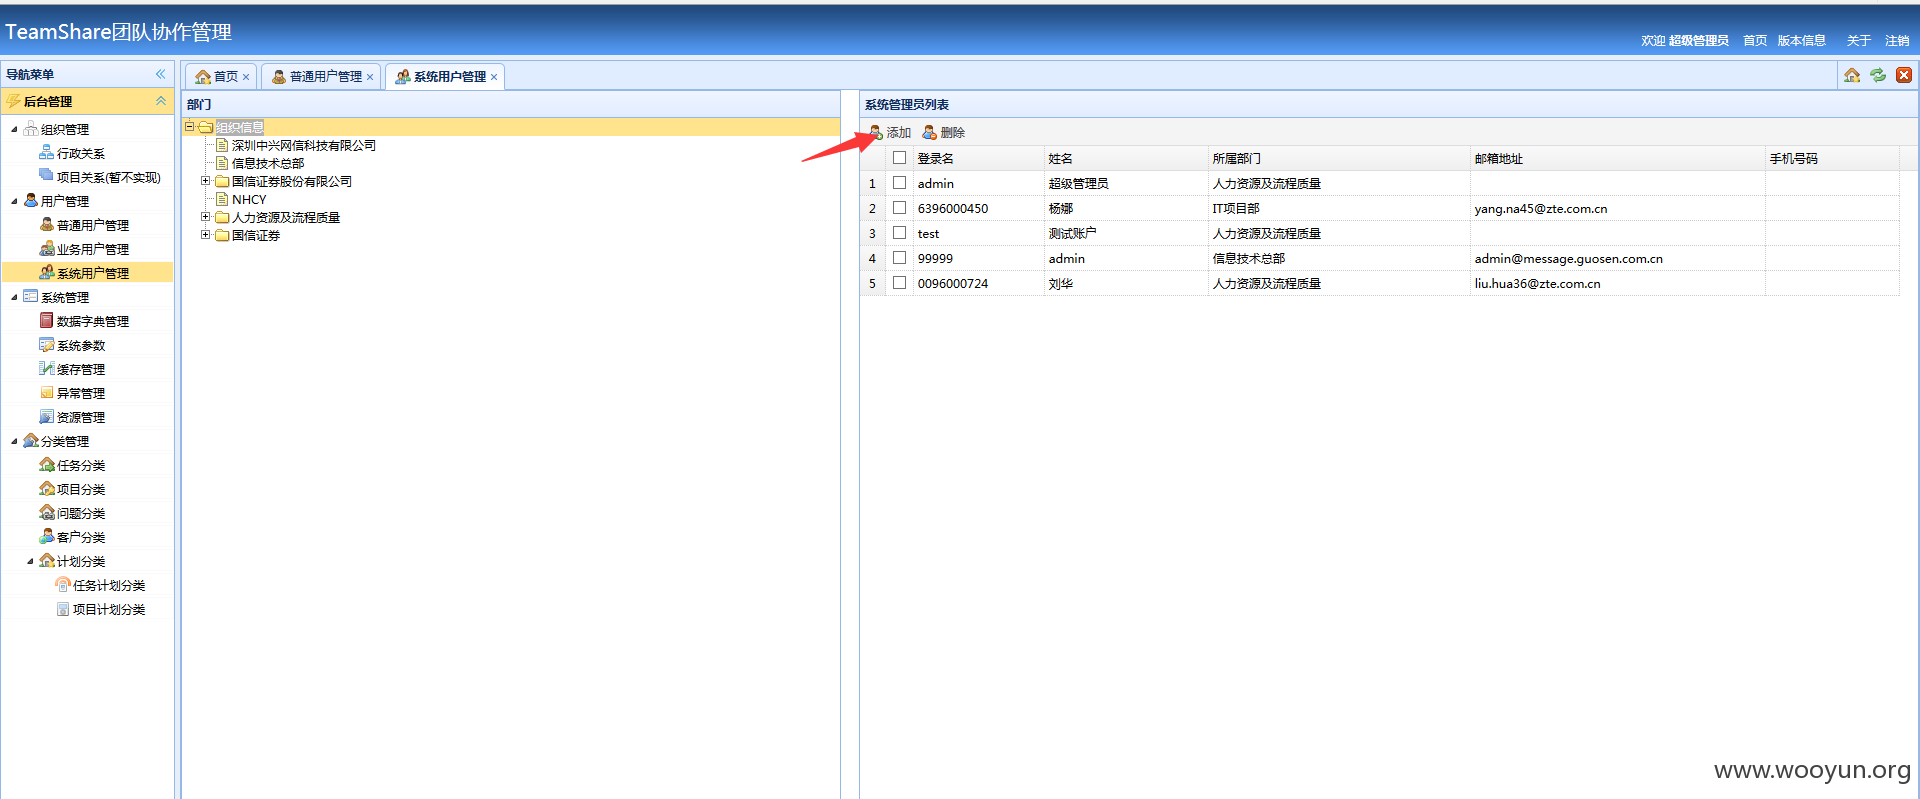 TeamShare团队协作管理
欢迎 超级管理员 首页 版本信息 关于 注销
导航菜单
后台管理
组织管理
行政关系
项目关系(暂不实现)
用户管理
普通用户管理
业务用户管理
系统用户管理
系统管理
数据字典管理
系统参数
缓存管理
异常管理
资源管理
分类管理
任务分类
项目分类
问题分类
客户分类
计划分类
任务计划分类
项目计划分类
首页 普通用户管理 系统用户管理
部门
组织信息
深圳中兴网信科技有限公司
信息技术总部
国信证券股份有限公司
NHCY
人力资源及流程质量
国信证券
系统管理员列表
添加 删除
登录名 姓名 所属部门 邮箱地址 手机号码
1 admin 超级管理员 人力资源及流程质量
2 6396000450 杨娜 IT项目部 yang.na45@zte.com.cn
3 test 测试账户 人力资源及流程质量
4 99999 admin 信息技术总部 admin@message.guosen.com.cn
5 0096000724 刘华 人力资源及流程质量 liu.hua36@zte.com.cn
www.wooyun.org